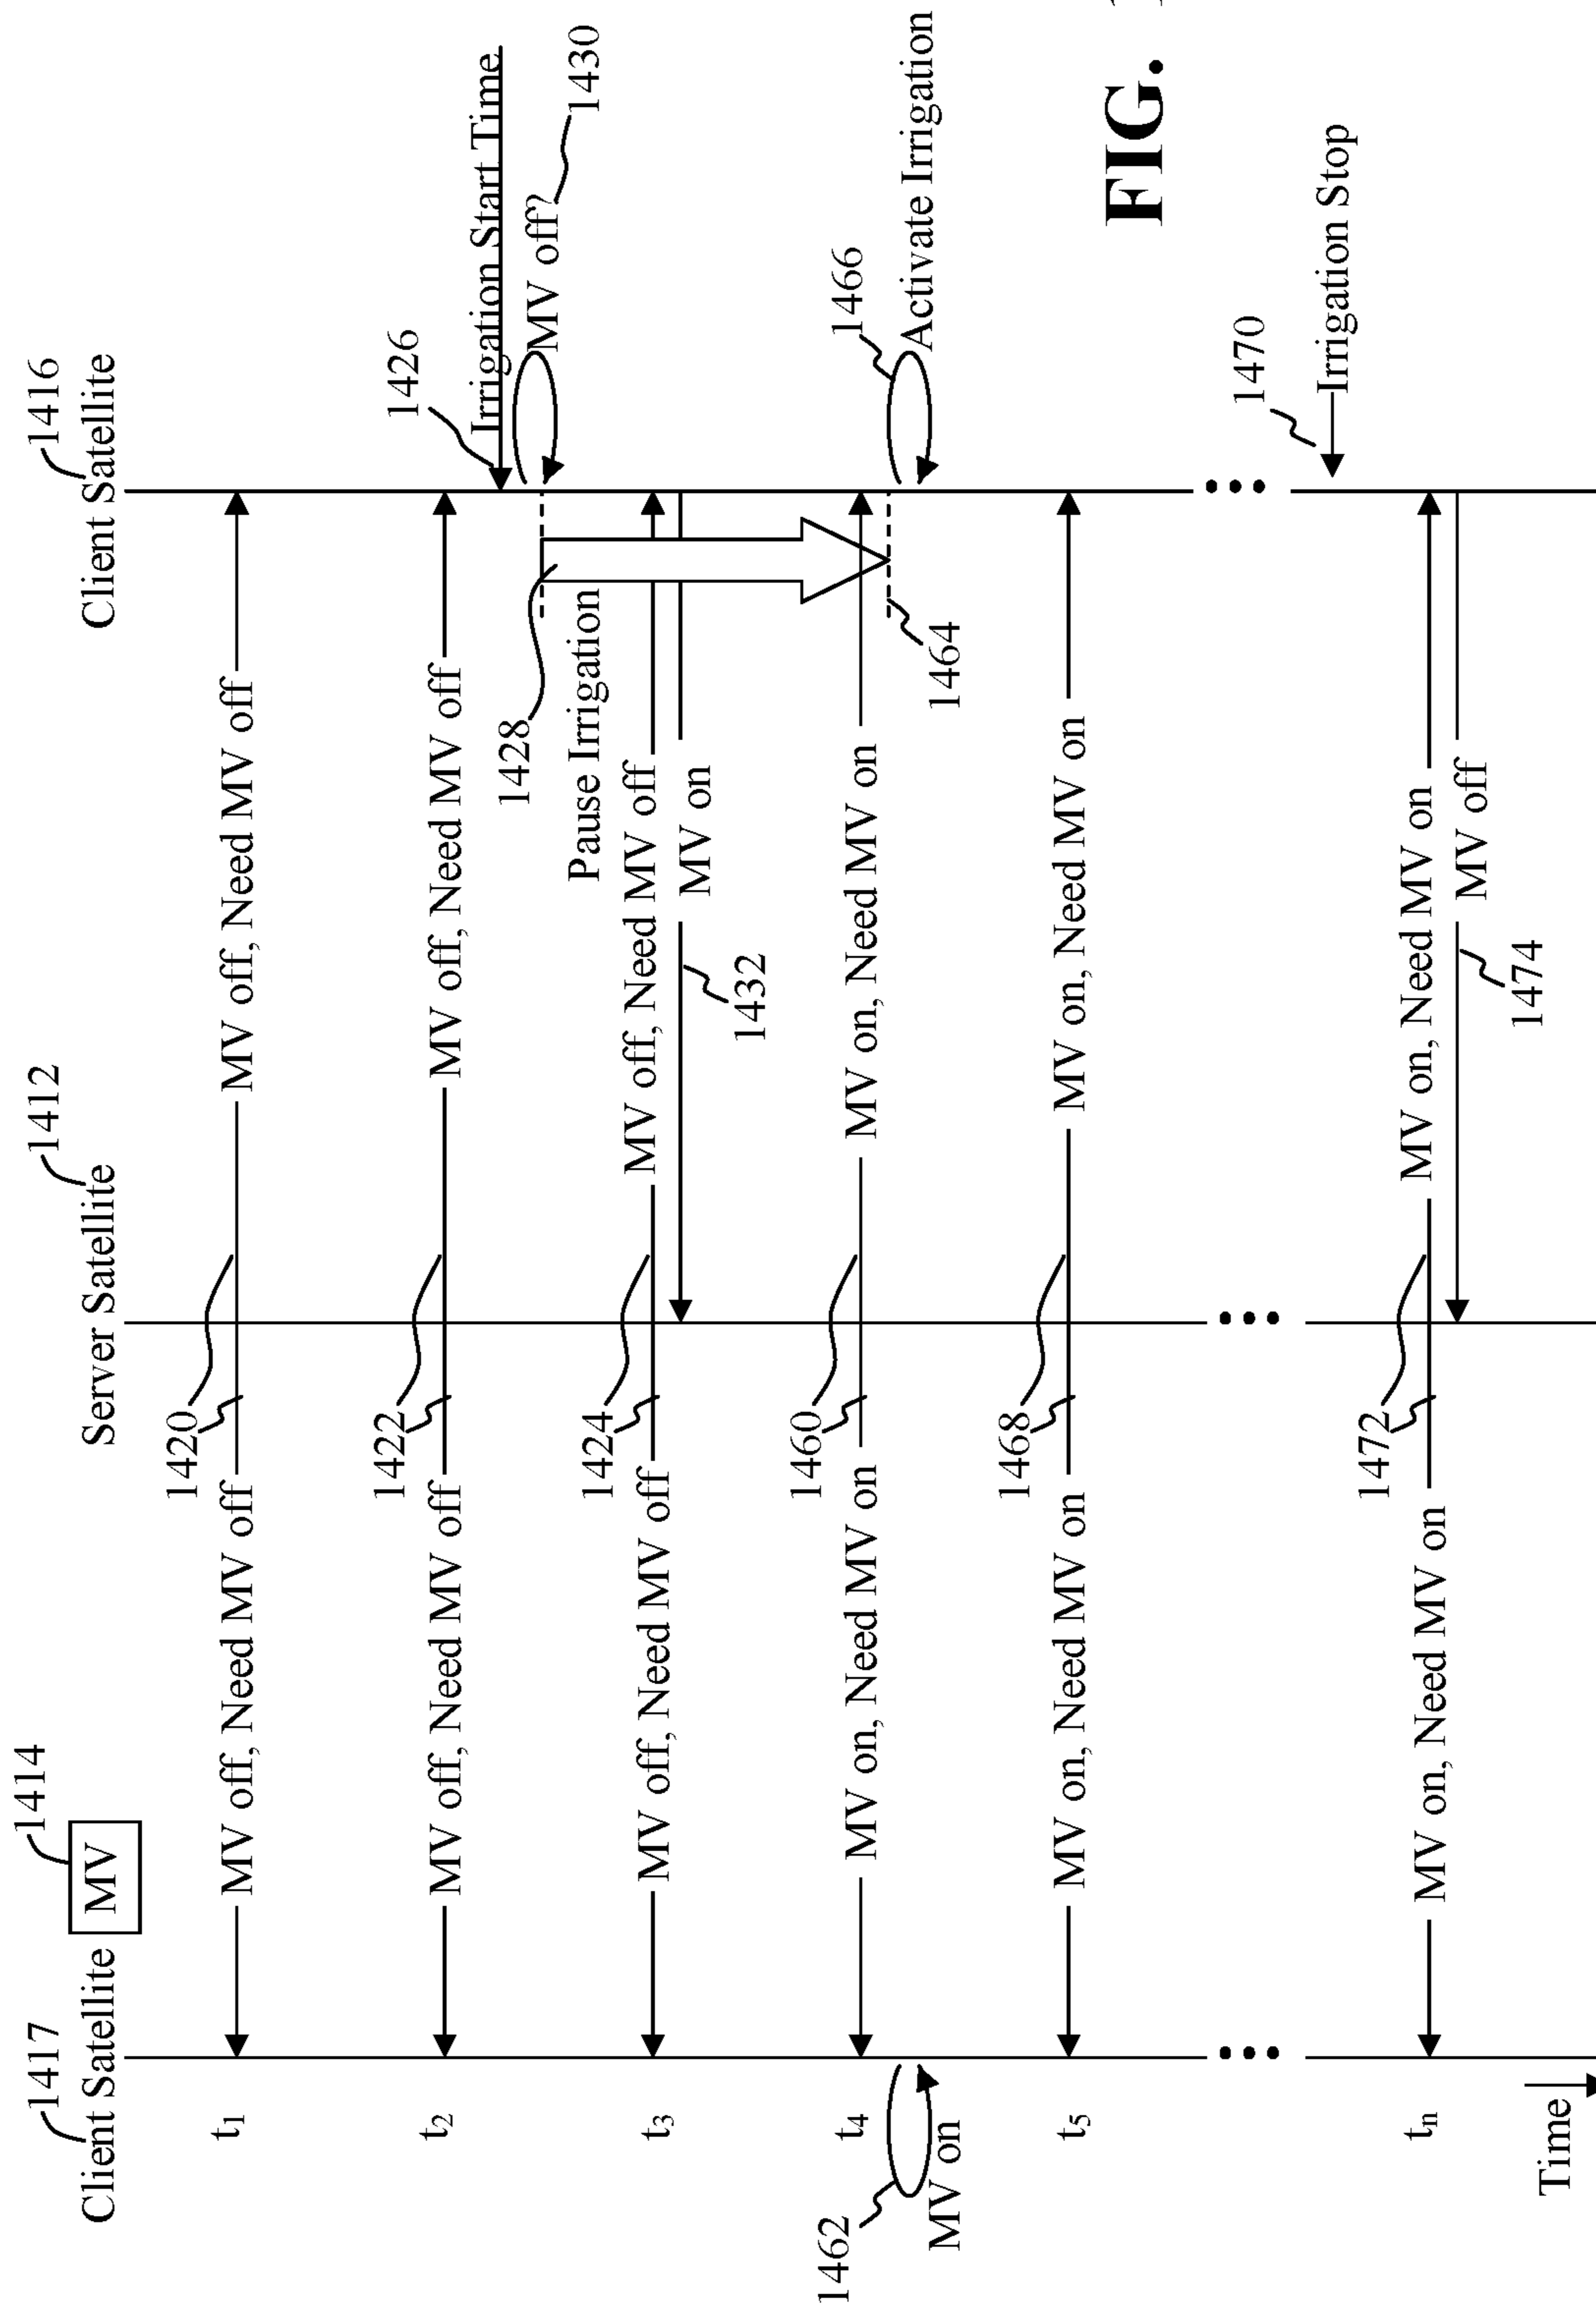 1417
Client Satellite
1414
MV
1412
Server Satellite
1416
Client Satellite
t1
MV off, Need MV off
1420
MV off, Need MV off
t2
MV off, Need MV off
1422
MV off, Need MV off
1426
Irrigation Start Time
1428
MV off?
1430
Pause Irrigation
t3
MV off, Need MV off
1424
MV off, Need MV off
MV on
1432
t4
MV on, Need MV on
1460
MV on, Need MV on
1462
MV on
1464
1466
Activate Irrigation
t5
MV on, Need MV on
1468
MV on, Need MV on
FIG.
1470
Irrigation Stop
tn
MV on, Need MV on
1472
MV on, Need MV on
MV off
1474
Time